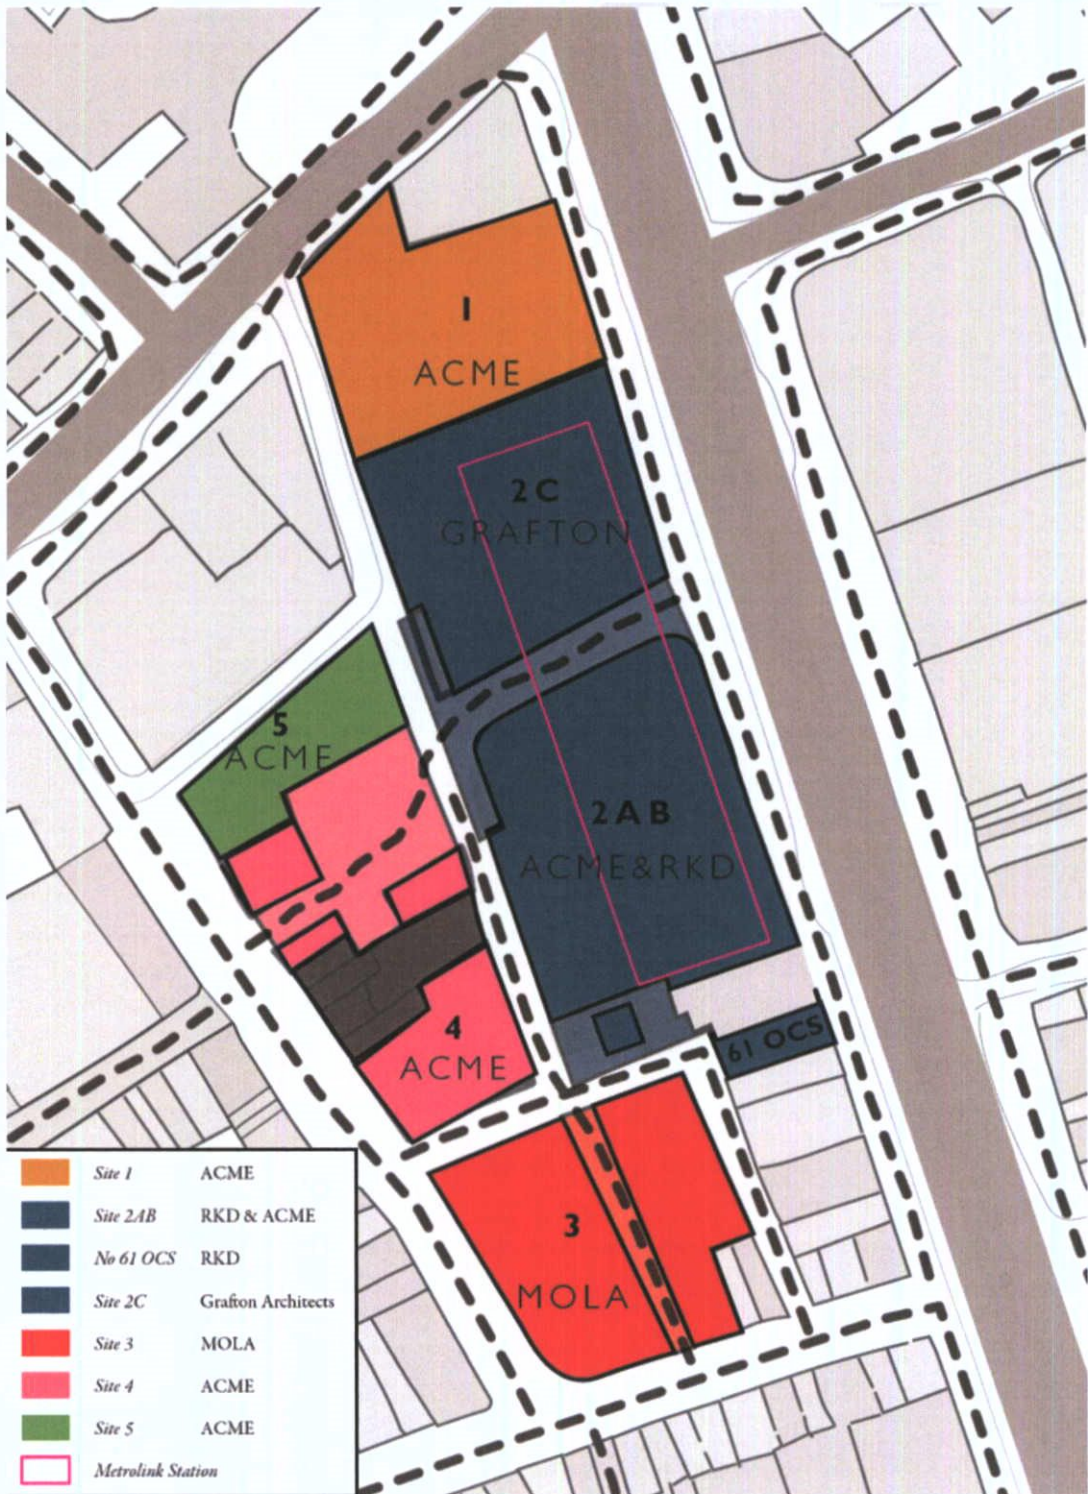 1
ACME
2C
GRAFTON
5
ACME
2AB
ACME&RKD
4
ACME
61 OCS
3
MOLA
Site 1 ACME
Site 2AB RKD & ACME
No 61 OCS RKD
Site 2C Grafton Architects
Site 3 MOLA
Site 4 ACME
Site 5 ACME
Metrolink Station